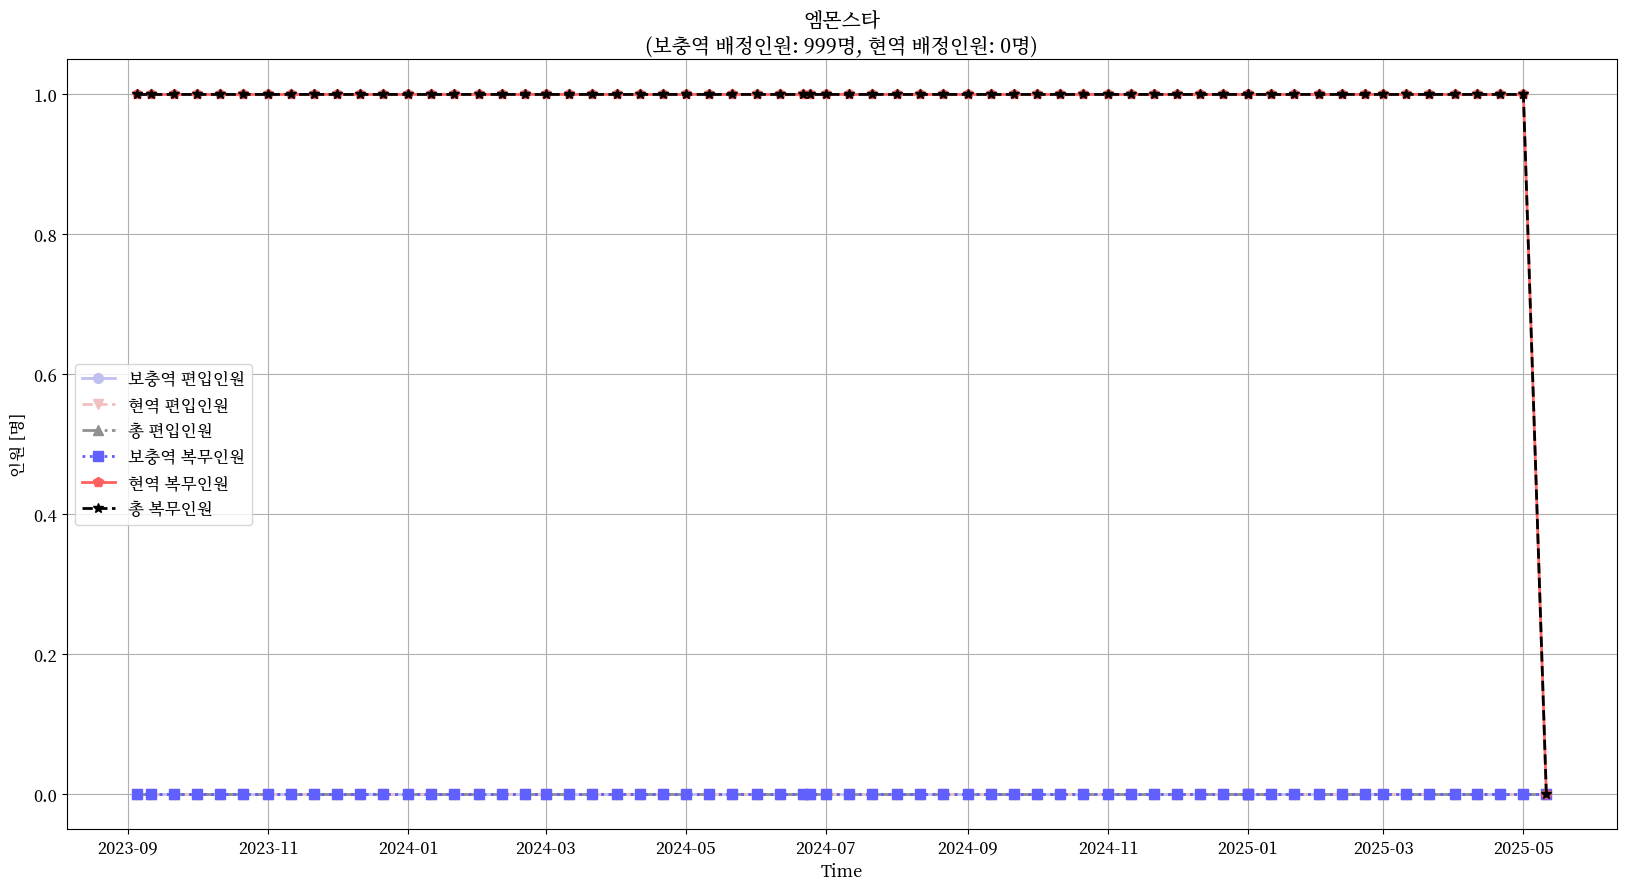 엠몬스타
(보충역 배정인원: 999명, 현역 배정인원: 0명)
1.0
0.8
0.6
0.4
0.2
0.0
인원 [명]
보충역 편입인원
현역 편입인원
총 편입인원
보충역 복무인원
현역 복무인원
총 복무인원
2023-09 2023-11 2024-01 2024-03 2024-05 2024-07 2024-09 2024-11 2025-01 2025-03 2025-05
Time